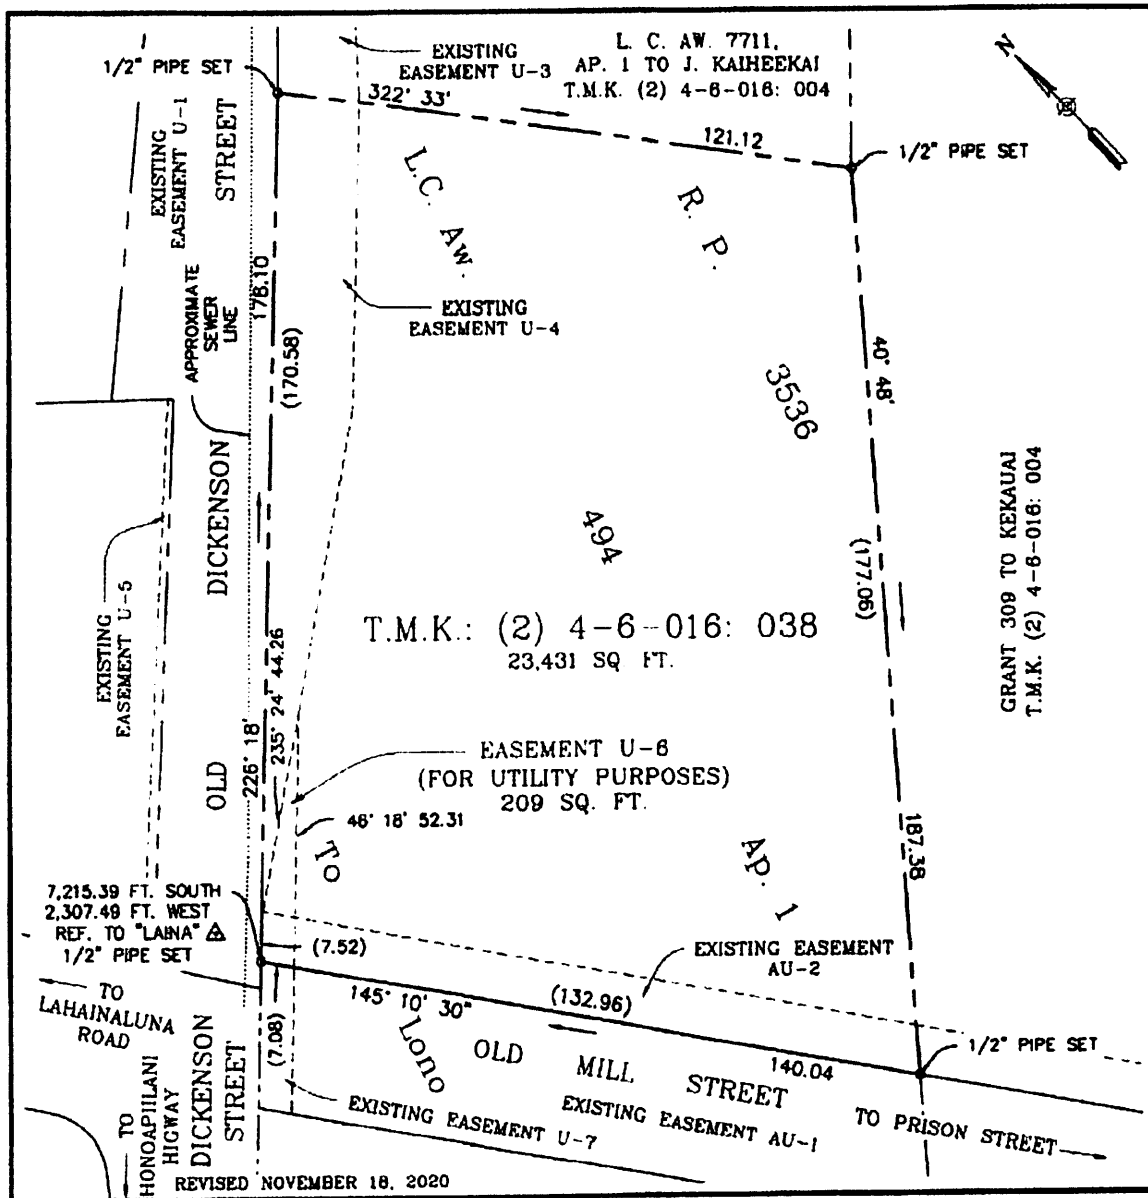 EXISTING
EASEMENT U-3
L. C. AW. 7711,
AP. 1 TO J. KAIHEEKAI
T.M.K. (2) 4-6-016: 004
N
1/2" PIPE SET
322° 33'
121.12
1/2" PIPE SET
EXISTING
EASEMENT U-1
STREET
L.C. Aw.
R. P.
APPROXIMATE
SEWER
LINE
178.10
(170.58)
EXISTING
EASEMENT U-4
40° 48'
3536
GRANT 309 TO KEKAUAI
T.M.K. (2) 4-6-016: 004
DICKENSON
494
(177.06)
EXISTING
EASEMENT U-5
T.M.K.: (2) 4-6-016: 038
23,431 SQ FT.
OLD
226° 18'
235° 24' 44.26
EASEMENT U-6
(FOR UTILITY PURPOSES)
209 SQ. FT.
46° 18' 52.31
187.38
To
Ap. 1
7,215.39 FT. SOUTH
2,307.49 FT. WEST
REF. TO "LAINA"
1/2" PIPE SET
(7.52)
EXISTING EASEMENT
AU-2
TO
LAHAINALUNA
ROAD
145° 10' 30"
(132.96)
(7.08)
Lono
OLD MILL STREET
140.04
1/2" PIPE SET
DICKENSON
STREET
TO
HONOAPIILANI
HIGWAY
EXISTING EASEMENT U-7
EXISTING EASEMENT AU-1
TO PRISON STREET
REVISED NOVEMBER 18, 2020